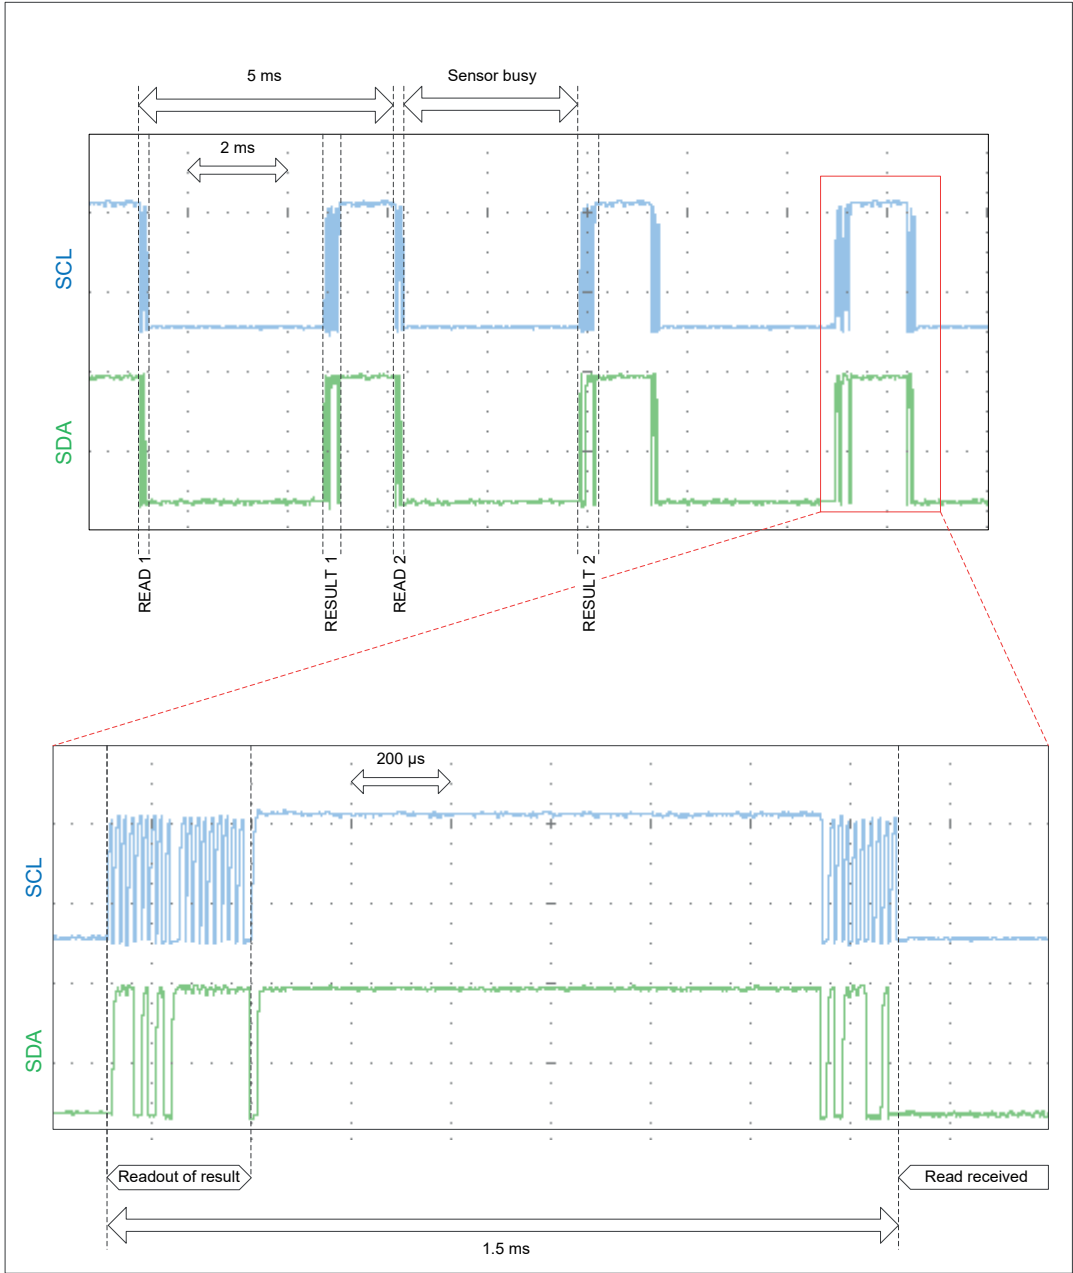 5 ms
Sensor busy
2 ms
SCL
SDA
READ 1
RESULT 1
READ 2
RESULT 2
200 µs
SCL
SDA
Readout of result
Read received
1.5 ms